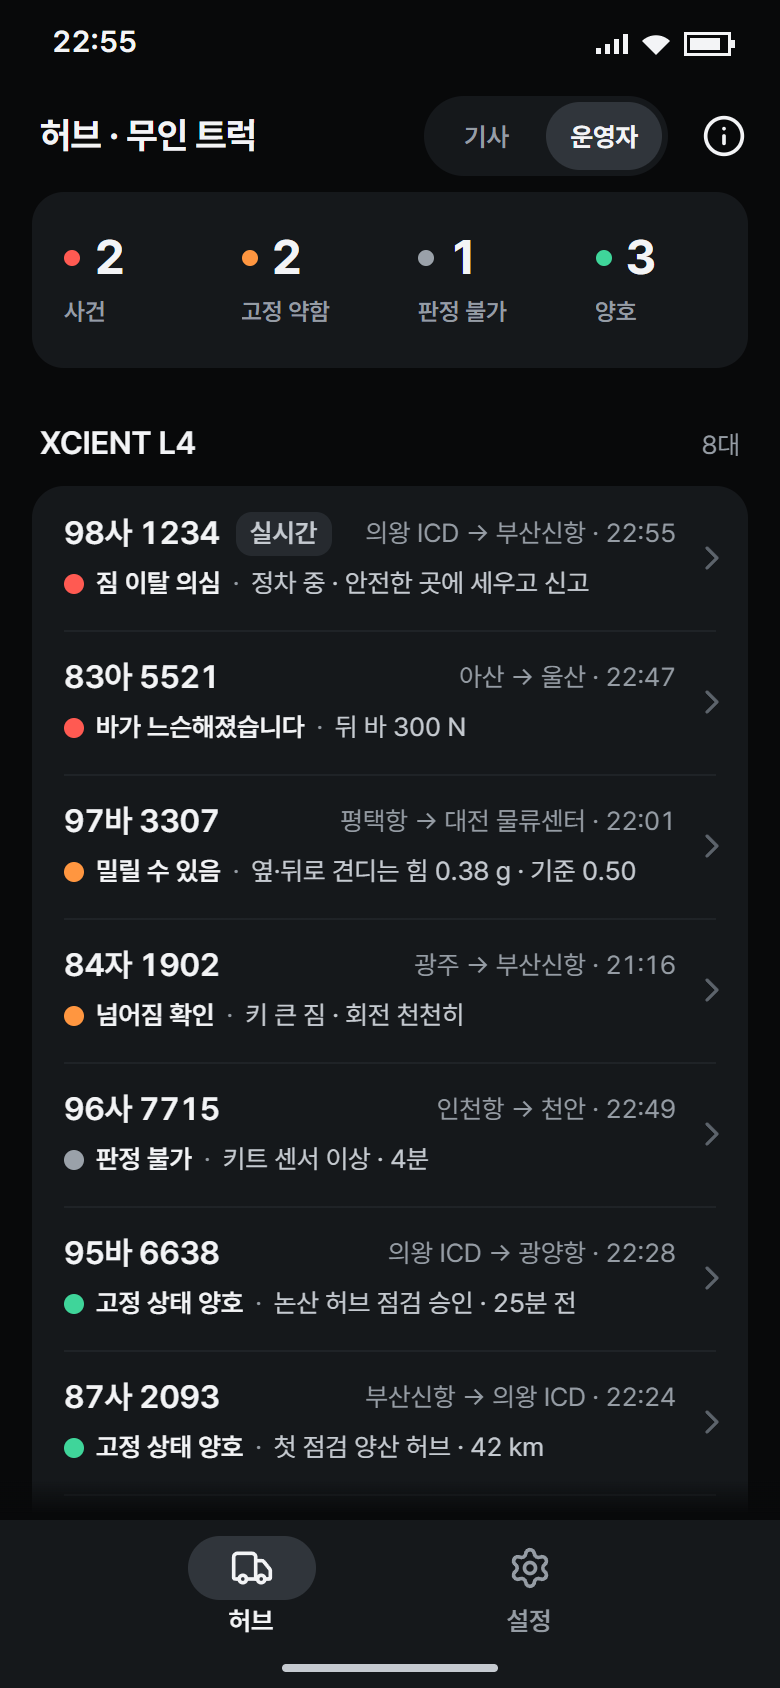 22:55
허브 · 무인 트럭
기사 운영자
2 2 1 3
사건 고정 약함 판정 불가 양호
XCIENT L4 8대
98사 1234 실시간 의왕 ICD → 부산신항 · 22:55
짐 이탈 의심 · 정차 중 · 안전한 곳에 세우고 신고
83아 5521 아산 → 울산 · 22:47
바가 느슨해졌습니다 · 뒤 바 300 N
97바 3307 평택항 → 대전 물류센터 · 22:01
밀릴 수 있음 · 옆·뒤로 견디는 힘 0.38 g · 기준 0.50
84자 1902 광주 → 부산신항 · 21:16
넘어짐 확인 · 키 큰 짐 · 회전 천천히
96사 7715 인천항 → 천안 · 22:49
판정 불가 · 키트 센서 이상 · 4분
95바 6638 의왕 ICD → 광양항 · 22:28
고정 상태 양호 · 논산 허브 점검 승인 · 25분 전
87사 2093 부산신항 → 의왕 ICD · 22:24
고정 상태 양호 · 첫 점검 양산 허브 · 42 km
허브 설정